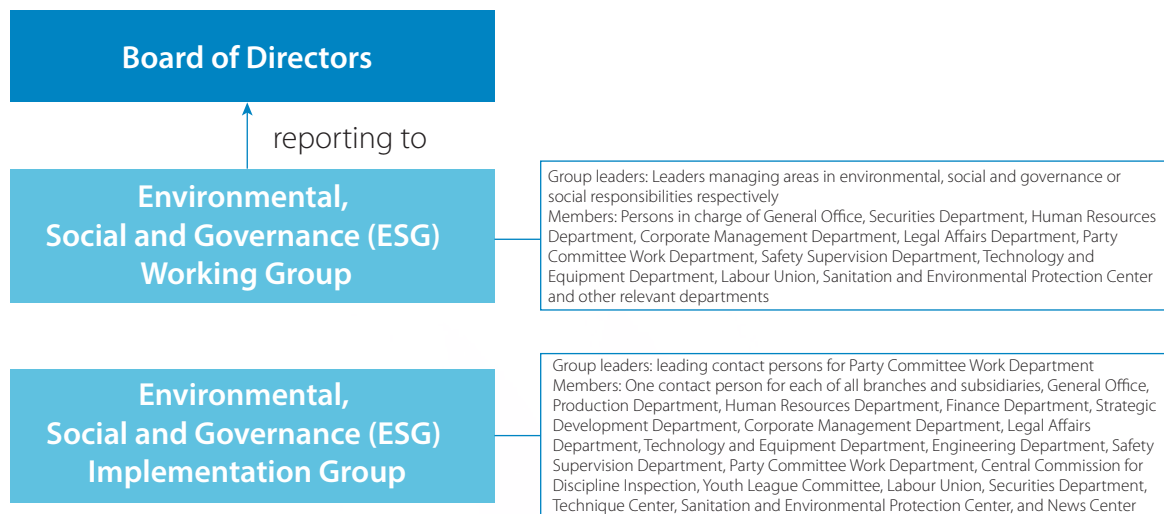 Board of Directors
reporting to
Environmental,
Social and Governance (ESG)
Working Group
Group leaders: Leaders managing areas in environmental, social and governance or
social responsibilities respectively
Members: Persons in charge of General Office, Securities Department, Human Resources
Department, Corporate Management Department, Legal Affairs Department, Party
Committee Work Department, Safety Supervision Department, Technology and
Equipment Department, Labour Union, Sanitation and Environmental Protection Center
and other relevant departments
Environmental,
Social and Governance (ESG)
Implementation Group
Group leaders: leading contact persons for Party Committee Work Department
Members: One contact person for each of all branches and subsidiaries, General Office,
Production Department, Human Resources Department, Finance Department, Strategic
Development Department, Corporate Management Department, Legal Affairs
Department, Technology and Equipment Department, Engineering Department, Safety
Supervision Department, Party Committee Work Department, Central Commission for
Discipline Inspection, Youth League Committee, Labour Union, Securities Department,
Technique Center, Sanitation and Environmental Protection Center, and News Center